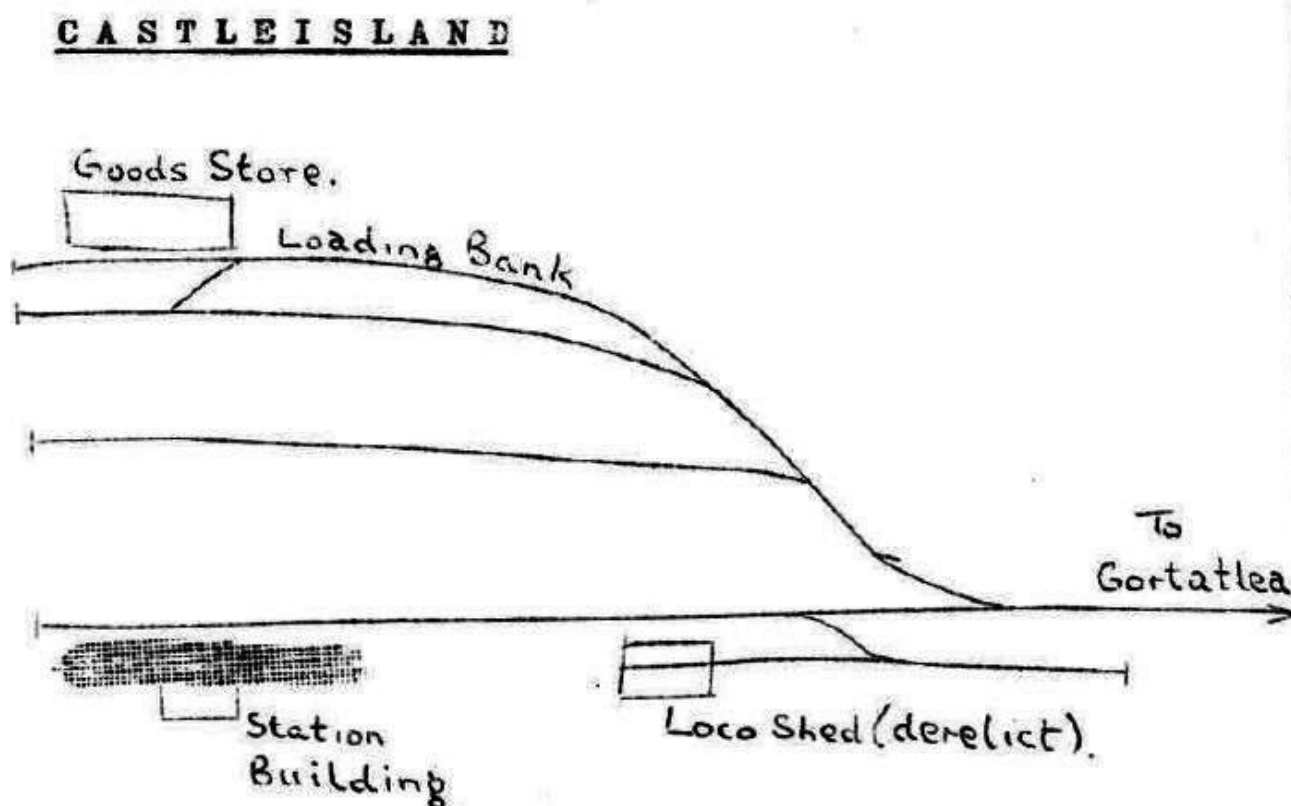 CASTLEISLAND
Goods Store.
Loading Bank
To
Gortatlea
Loco Shed (derelict).
Station
Building